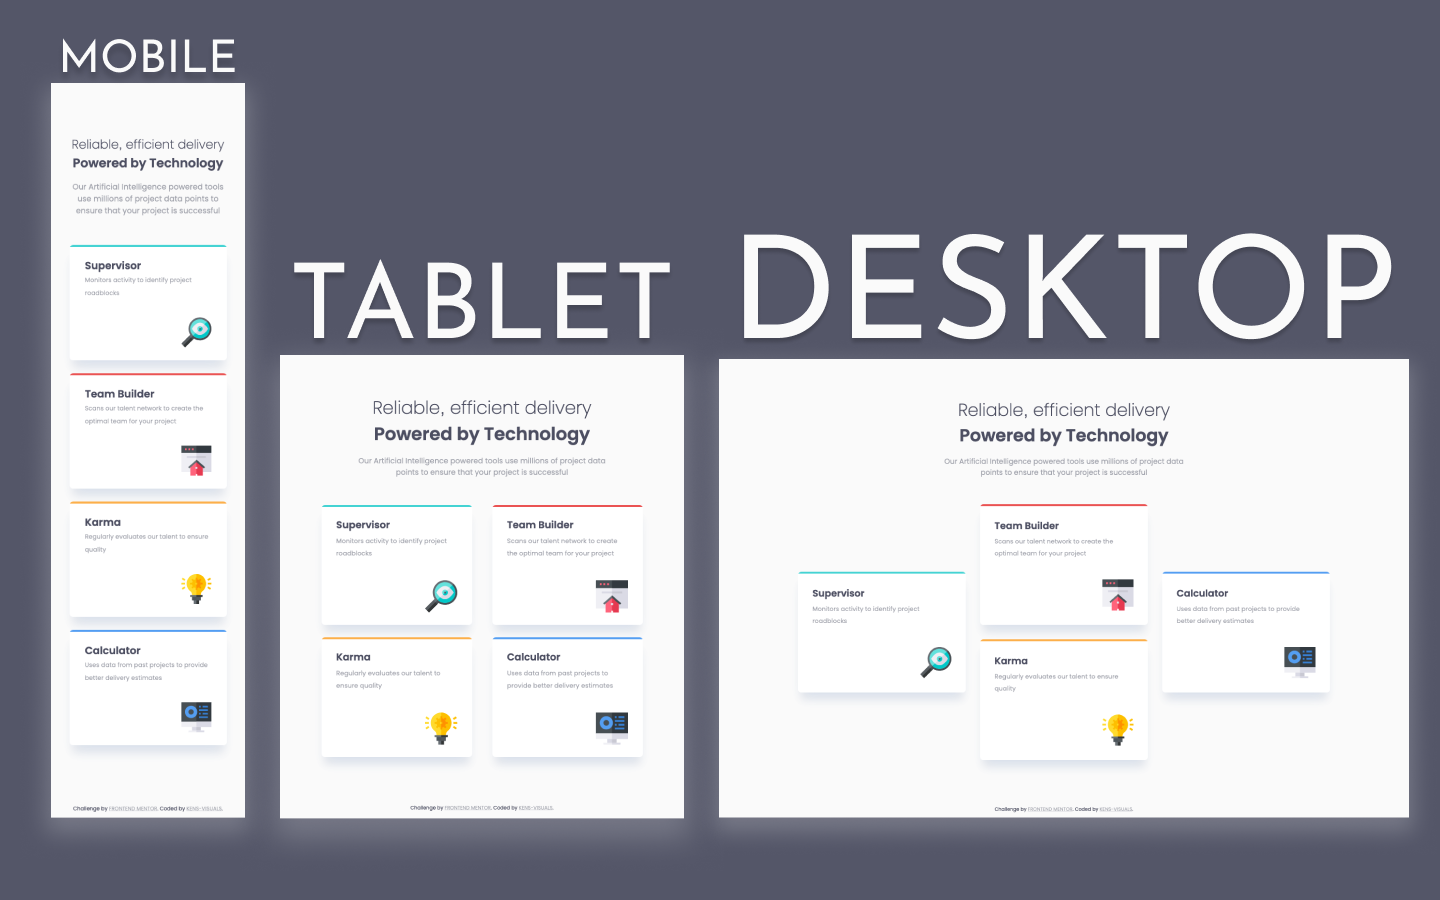 MOBILE
Reliable, efficient delivery
Powered by Technology
Our Artificial Intelligence powered tools
use millions of project data points to
ensure that your project is successful
Supervisor
Monitors activity to identify project
roadblocks
Team Builder
Scans our talent network to create the
optimal team for your project
Karma
Regularly evaluates our talent to ensure
quality
Calculator
Uses data from past projects to provide
better delivery estimates
Challenge by FRONTEND MENTOR. Coded by KENS-VISUALS.
TABLET
Reliable, efficient delivery
Powered by Technology
Our Artificial Intelligence powered tools use millions of project data
points to ensure that your project is successful
Supervisor
Monitors activity to identify project
roadblocks
Team Builder
Scans our talent network to create
the optimal team for your project
Karma
Regularly evaluates our talent to
ensure quality
Calculator
Uses data from past projects to
provide better delivery estimates
Challenge by FRONTEND MENTOR. Coded by KENS-VISUALS.
DESKTOP
Reliable, efficient delivery
Powered by Technology
Our Artificial Intelligence powered tools use millions of project data
points to ensure that your project is successful
Supervisor
Monitors activity to identify project
roadblocks
Team Builder
Scans our talent network to create the
optimal team for your project
Karma
Regularly evaluates our talent to ensure
quality
Calculator
Uses data from past projects to provide
better delivery estimates
Challenge by FRONTEND MENTOR. Coded by KENS-VISUALS.